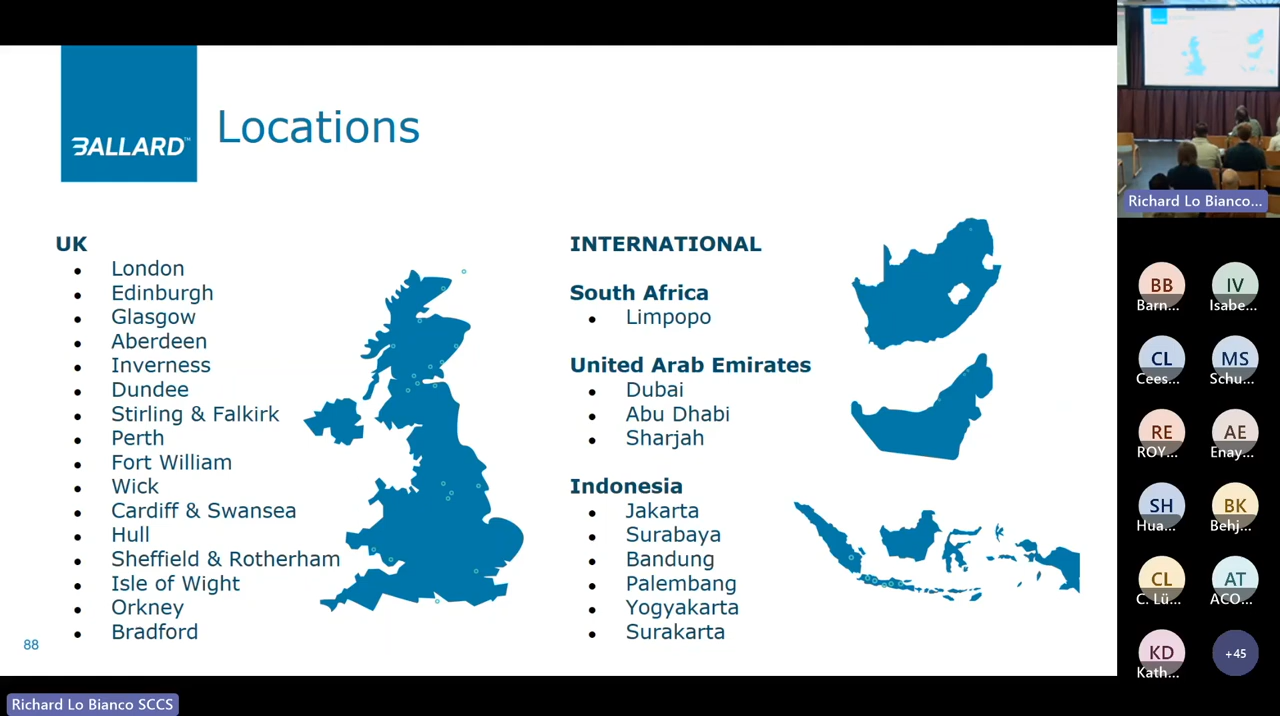 BALLARD™
Locations
UK
London
Edinburgh
Glasgow
Aberdeen
Inverness
Dundee
Stirling & Falkirk
Perth
Fort William
Wick
Cardiff & Swansea
Hull
Sheffield & Rotherham
Isle of Wight
Orkney
Bradford
INTERNATIONAL
South Africa
Limpopo
United Arab Emirates
Dubai
Abu Dhabi
Sharjah
Indonesia
Jakarta
Surabaya
Bandung
Palembang
Yogyakarta
Surakarta
88
Richard Lo Bianco SCCS
Richard Lo Bianco...
BB
Barn...
IV
Isabe...
CL
Cees...
MS
Schu...
RE
ROY...
AE
Enay...
SH
Hua...
BK
Behj...
CL
C. Lü...
AT
ACO...
KD
Kath...
+45